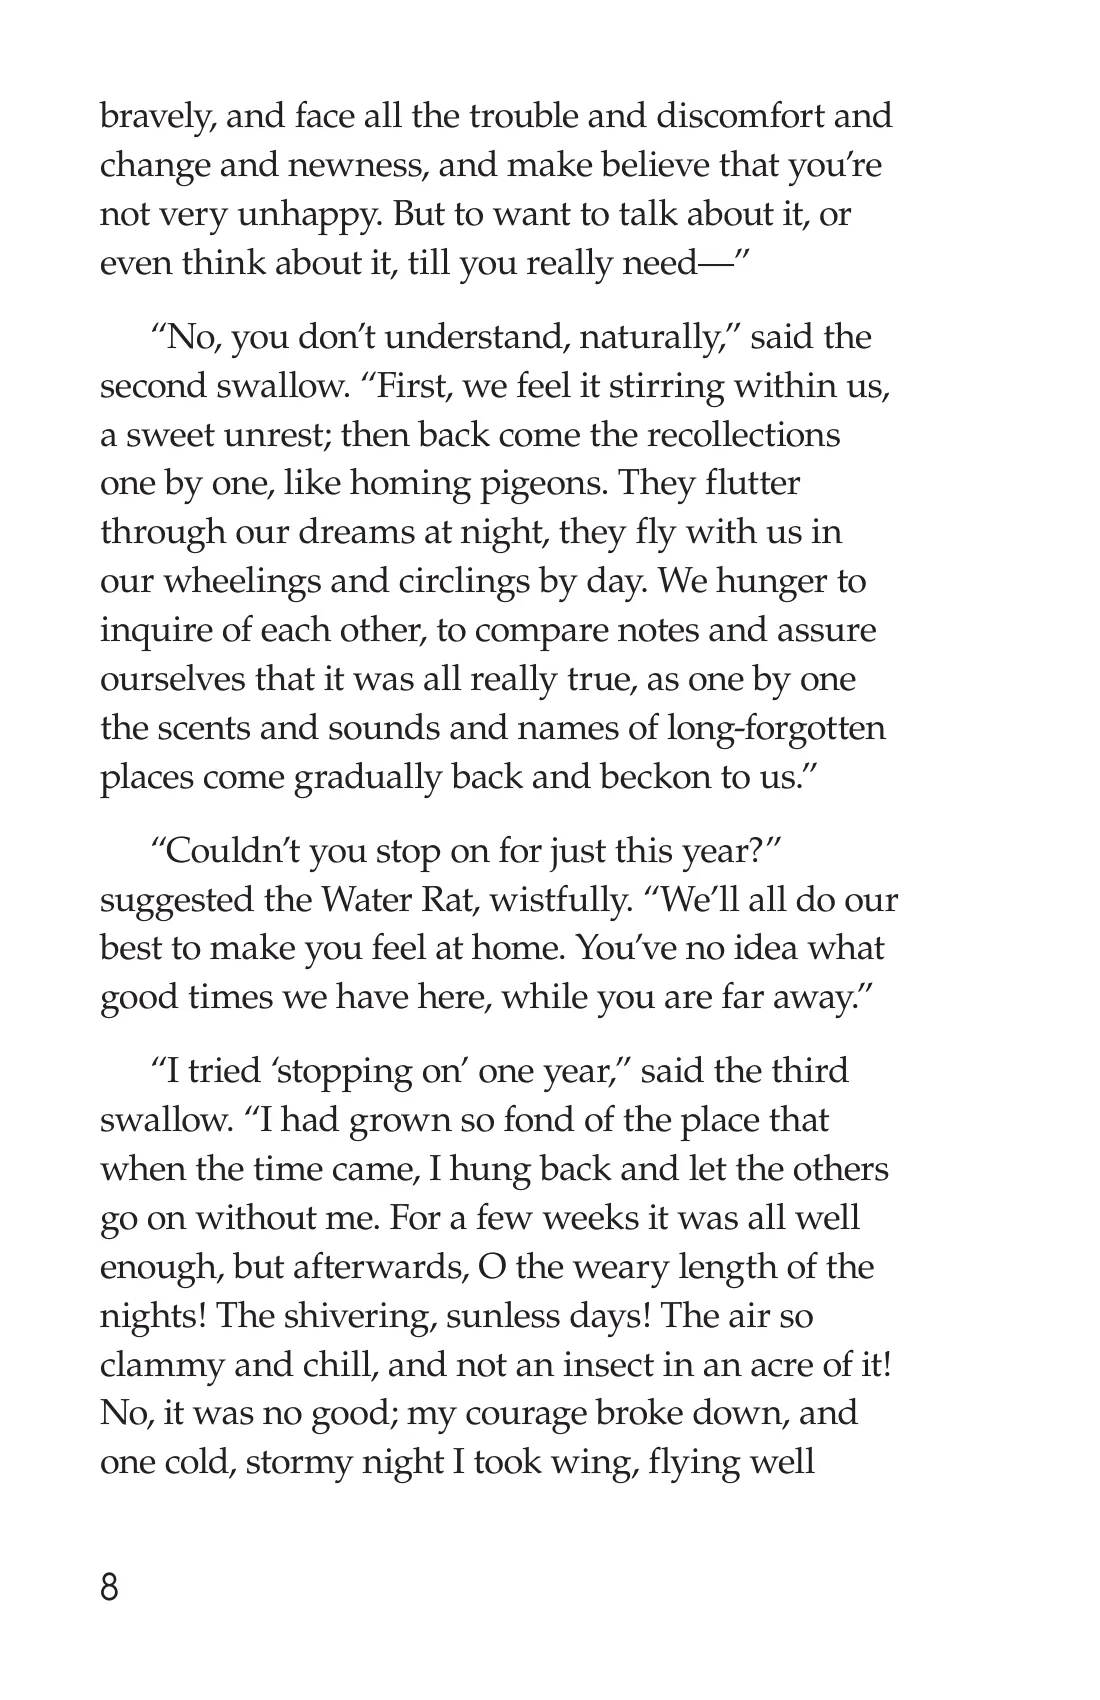 bravely, and face all the trouble and discomfort and
change and newness, and make believe that you’re
not very unhappy. But to want to talk about it, or
even think about it, till you really need—”
“No, you don’t understand, naturally,” said the
second swallow. “First, we feel it stirring within us,
a sweet unrest; then back come the recollections
one by one, like homing pigeons. They flutter
through our dreams at night, they fly with us in
our wheelings and circlings by day. We hunger to
inquire of each other, to compare notes and assure
ourselves that it was all really true, as one by one
the scents and sounds and names of long-forgotten
places come gradually back and beckon to us.”
“Couldn’t you stop on for just this year?”
suggested the Water Rat, wistfully. “We’ll all do our
best to make you feel at home. You’ve no idea what
good times we have here, while you are far away.”
“I tried ‘stopping on’ one year,” said the third
swallow. “I had grown so fond of the place that
when the time came, I hung back and let the others
go on without me. For a few weeks it was all well
enough, but afterwards, O the weary length of the
nights! The shivering, sunless days! The air so
clammy and chill, and not an insect in an acre of it!
No, it was no good; my courage broke down, and
one cold, stormy night I took wing, flying well
8